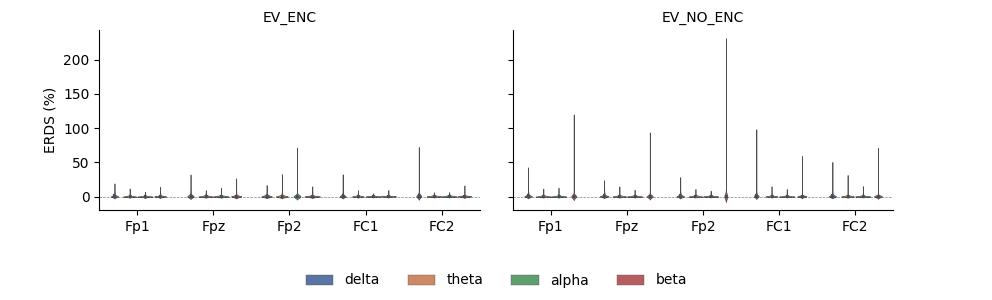 EV_ENC
EV_NO_ENC
ERDS (%)
200
150
100
50
0
Fp1 Fpz Fp2 FC1 FC2
Fp1 Fpz Fp2 FC1 FC2
delta theta alpha beta